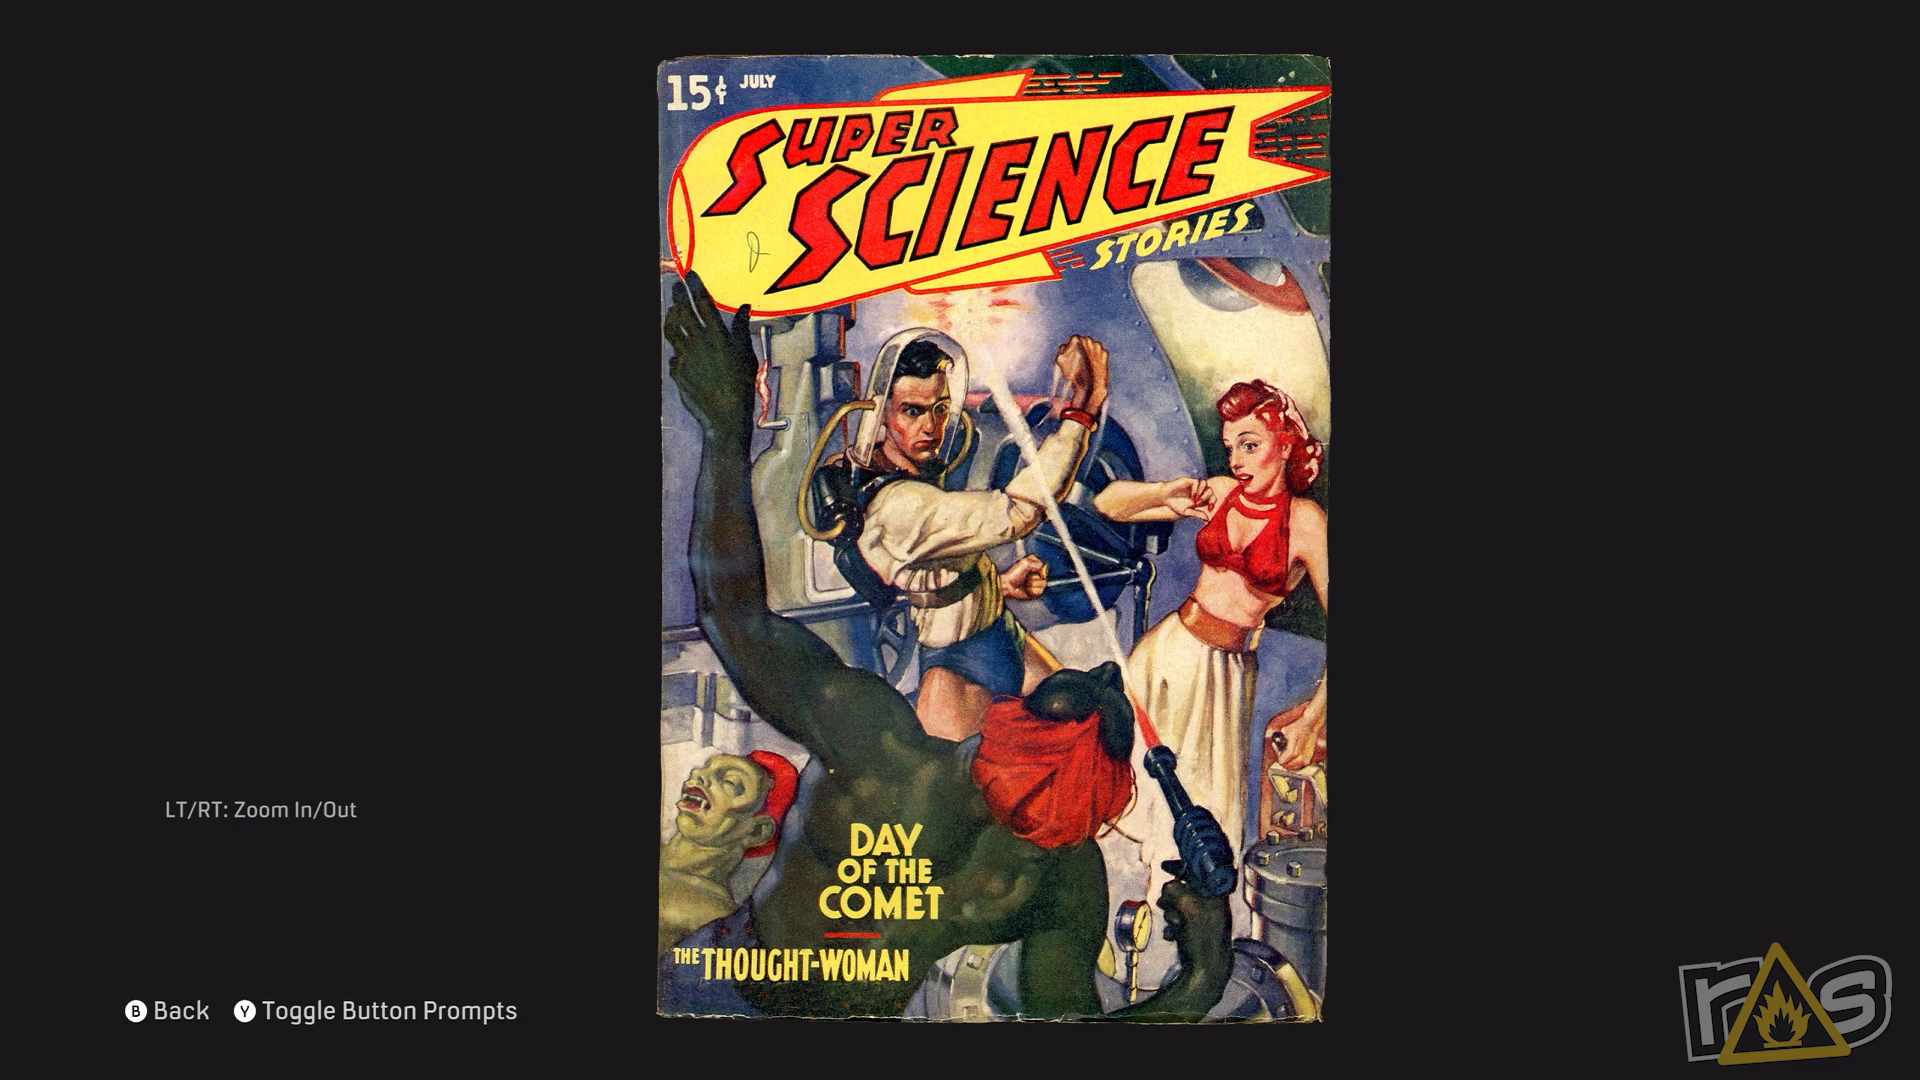 15¢ JULY
SUPER
SCIENCE
STORIES
DAY
OF THE
COMET
THE THOUGHT-WOMAN
LT/RT: Zoom In/Out
B Back Y Toggle Button Prompts
ras